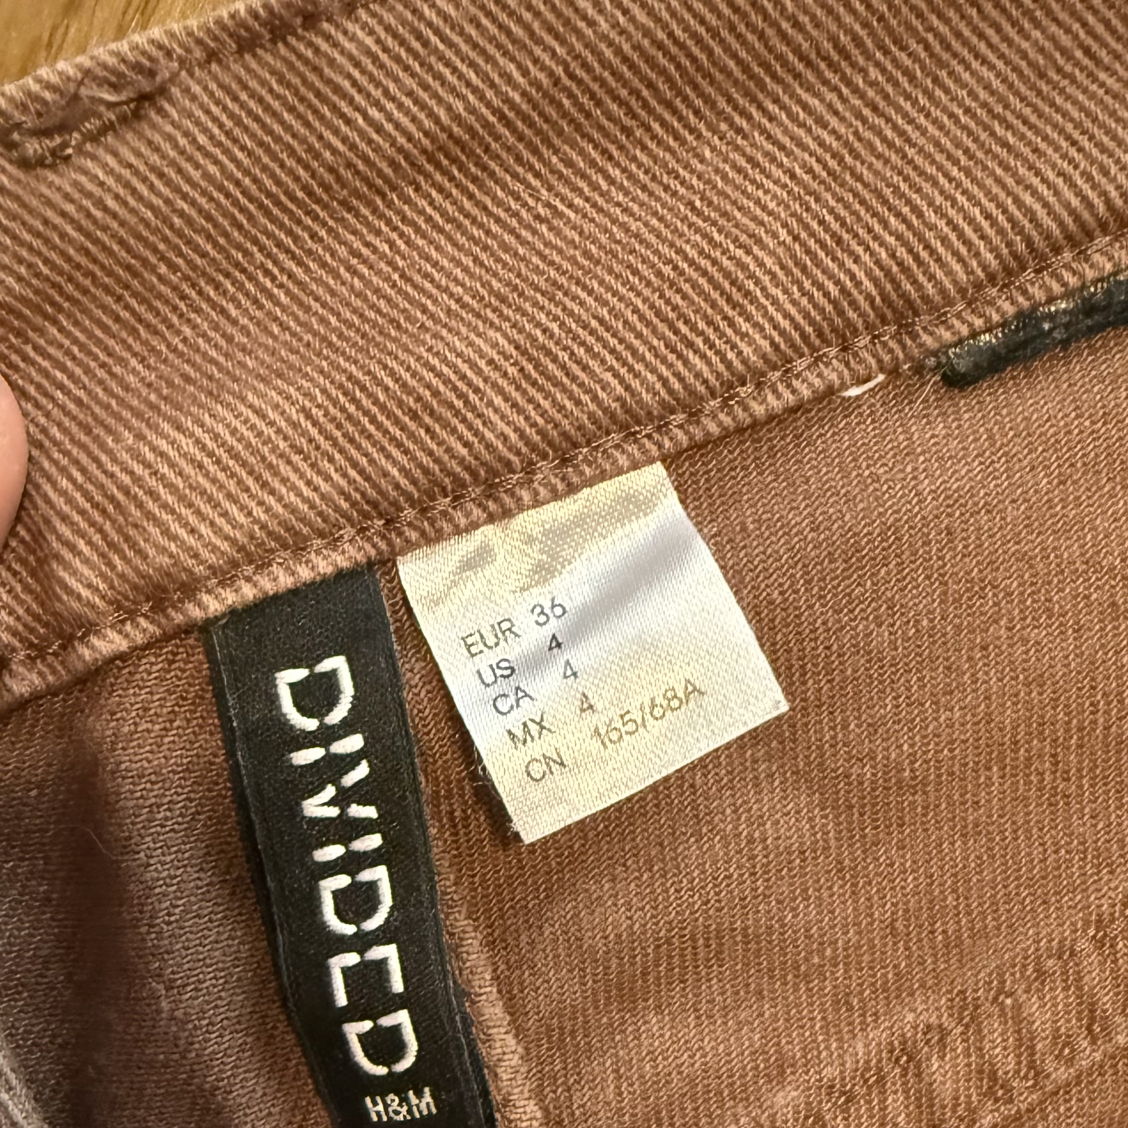 EUR 36
US 4
CA 4
MX 4
CN 165/68A
DIVIDED
H&M